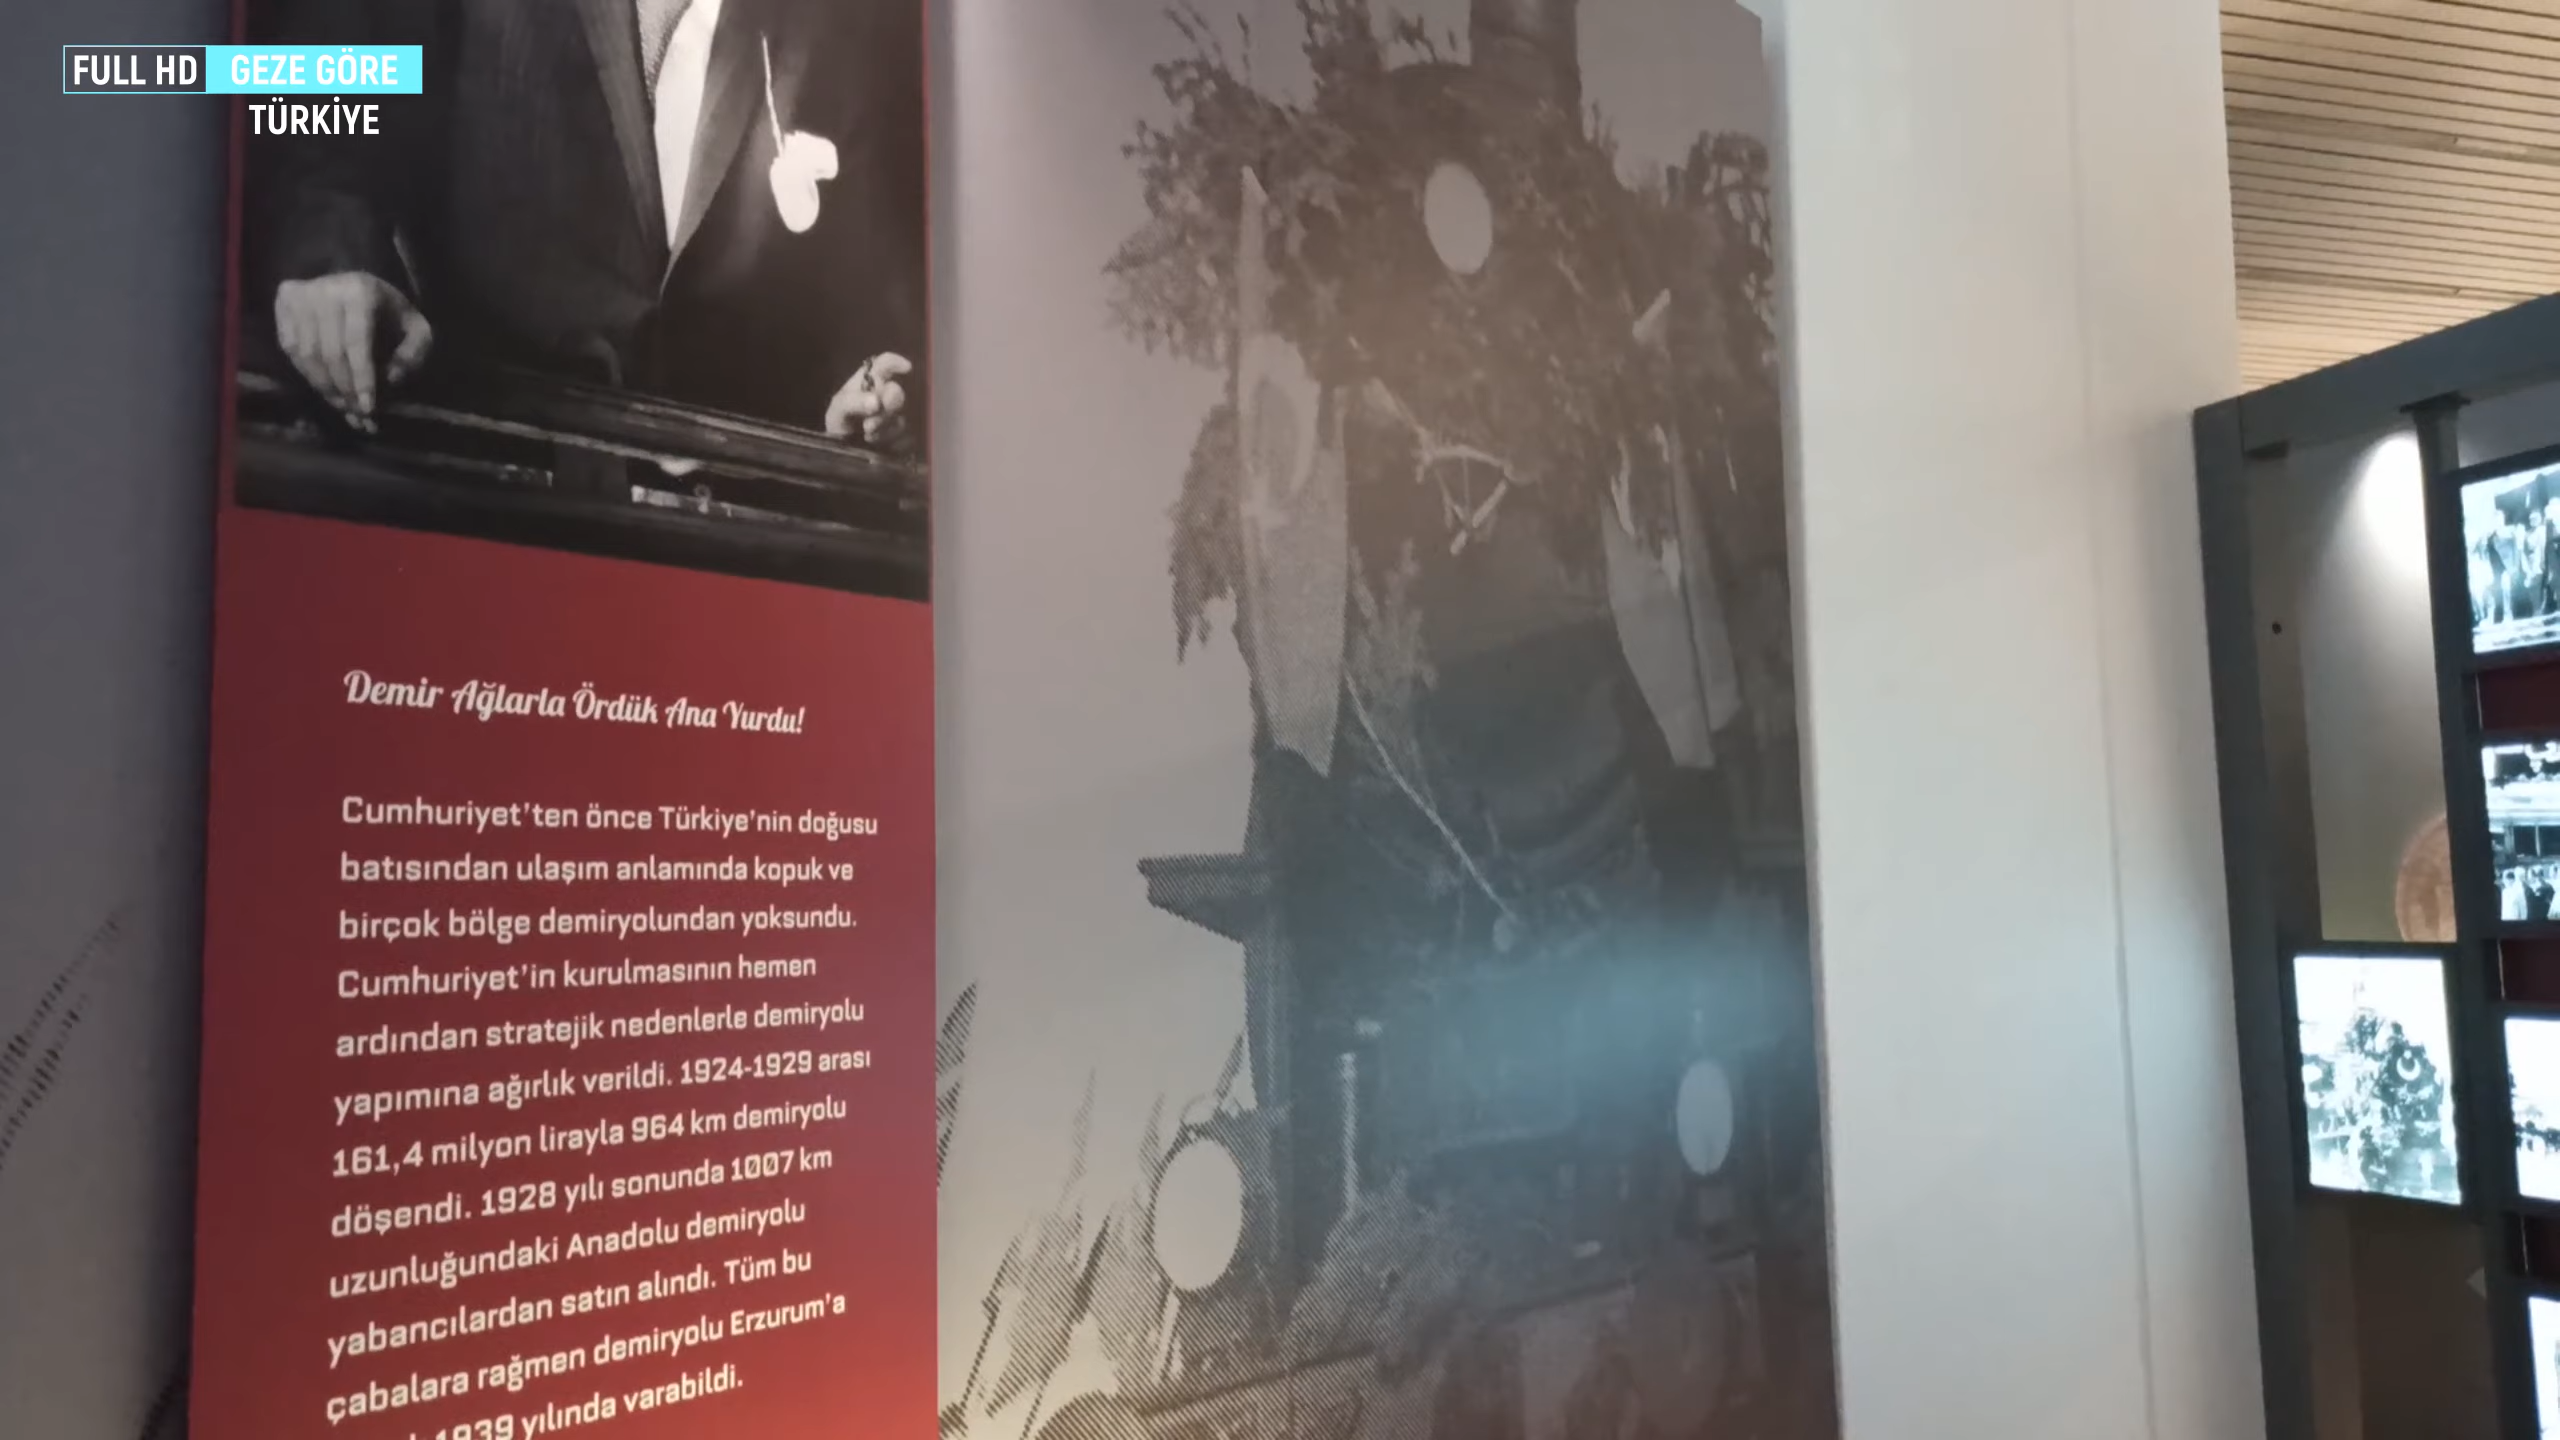 FULL HD GEZE GÖRE
TÜRKİYE
Demir Ağlarla Ördük Ana Yurdu!
Cumhuriyet'ten önce Türkiye'nin doğusu
batısından ulaşım anlamında kopuk ve
birçok bölge demiryolundan yoksundu.
Cumhuriyet'in kurulmasının hemen
ardından stratejik nedenlerle demiryolu
yapımına ağırlık verildi. 1924-1929 arası
161,4 milyon lirayla 964 km demiryolu
döşendi. 1928 yılı sonunda 1007 km
uzunluğundaki Anadolu demiryolu
yabancılardan satın alındı. Tüm bu
çabalara rağmen demiryolu Erzurum'a
1939 yılında varabildi.